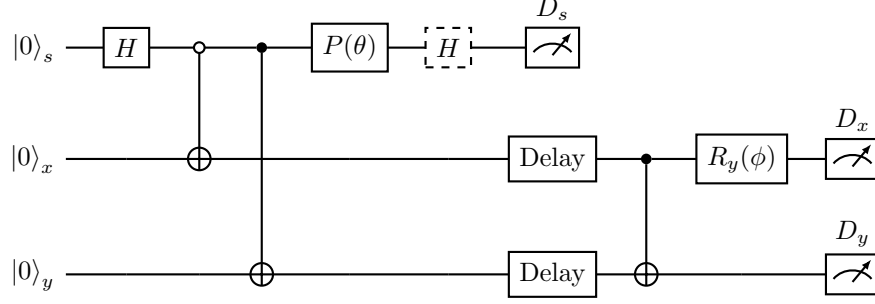 D_s
|0⟩_s H P(θ) H
D_x
|0⟩_x Delay R_y(ϕ)
D_y
|0⟩_y Delay